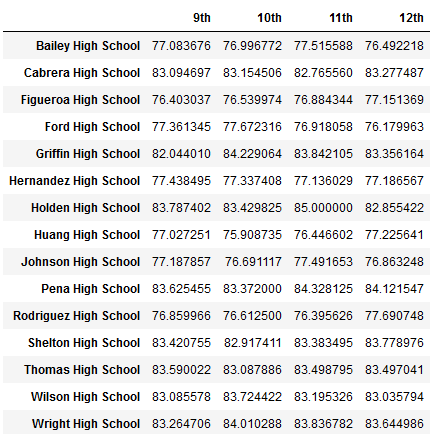 9th 10th 11th 12th
Bailey High School 77.083676 76.996772 77.515588 76.492218
Cabrera High School 83.094697 83.154506 82.765560 83.277487
Figueroa High School 76.403037 76.539974 76.884344 77.151369
Ford High School 77.361345 77.672316 76.918058 76.179963
Griffin High School 82.044010 84.229064 83.842105 83.356164
Hernandez High School 77.438495 77.337408 77.136029 77.186567
Holden High School 83.787402 83.429825 85.000000 82.855422
Huang High School 77.027251 75.908735 76.446602 77.225641
Johnson High School 77.187857 76.691117 77.491653 76.863248
Pena High School 83.625455 83.372000 84.328125 84.121547
Rodriguez High School 76.859966 76.612500 76.395626 77.690748
Shelton High School 83.420755 82.917411 83.383495 83.778976
Thomas High School 83.590022 83.087886 83.498795 83.497041
Wilson High School 83.085578 83.724422 83.195326 83.035794
Wright High School 83.264706 84.010288 83.836782 83.644986